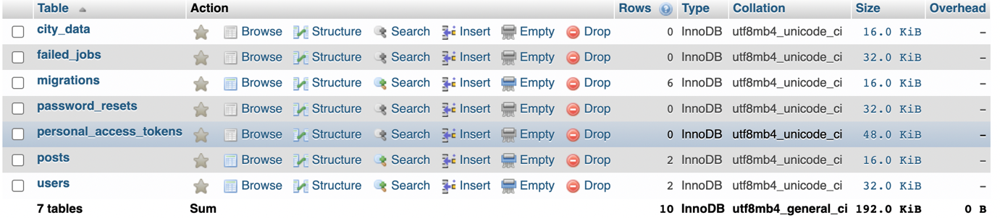 Table Action Rows Type Collation Size Overhead
city_data Browse Structure Search Insert Empty Drop 0 InnoDB utf8mb4_unicode_ci 16.0 KiB –
failed_jobs Browse Structure Search Insert Empty Drop 0 InnoDB utf8mb4_unicode_ci 32.0 KiB –
migrations Browse Structure Search Insert Empty Drop 6 InnoDB utf8mb4_unicode_ci 16.0 KiB –
password_resets Browse Structure Search Insert Empty Drop 0 InnoDB utf8mb4_unicode_ci 32.0 KiB –
personal_access_tokens Browse Structure Search Insert Empty Drop 0 InnoDB utf8mb4_unicode_ci 48.0 KiB –
posts Browse Structure Search Insert Empty Drop 2 InnoDB utf8mb4_unicode_ci 16.0 KiB –
users Browse Structure Search Insert Empty Drop 2 InnoDB utf8mb4_unicode_ci 32.0 KiB –
7 tables Sum 10 InnoDB utf8mb4_general_ci 192.0 KiB 0 B